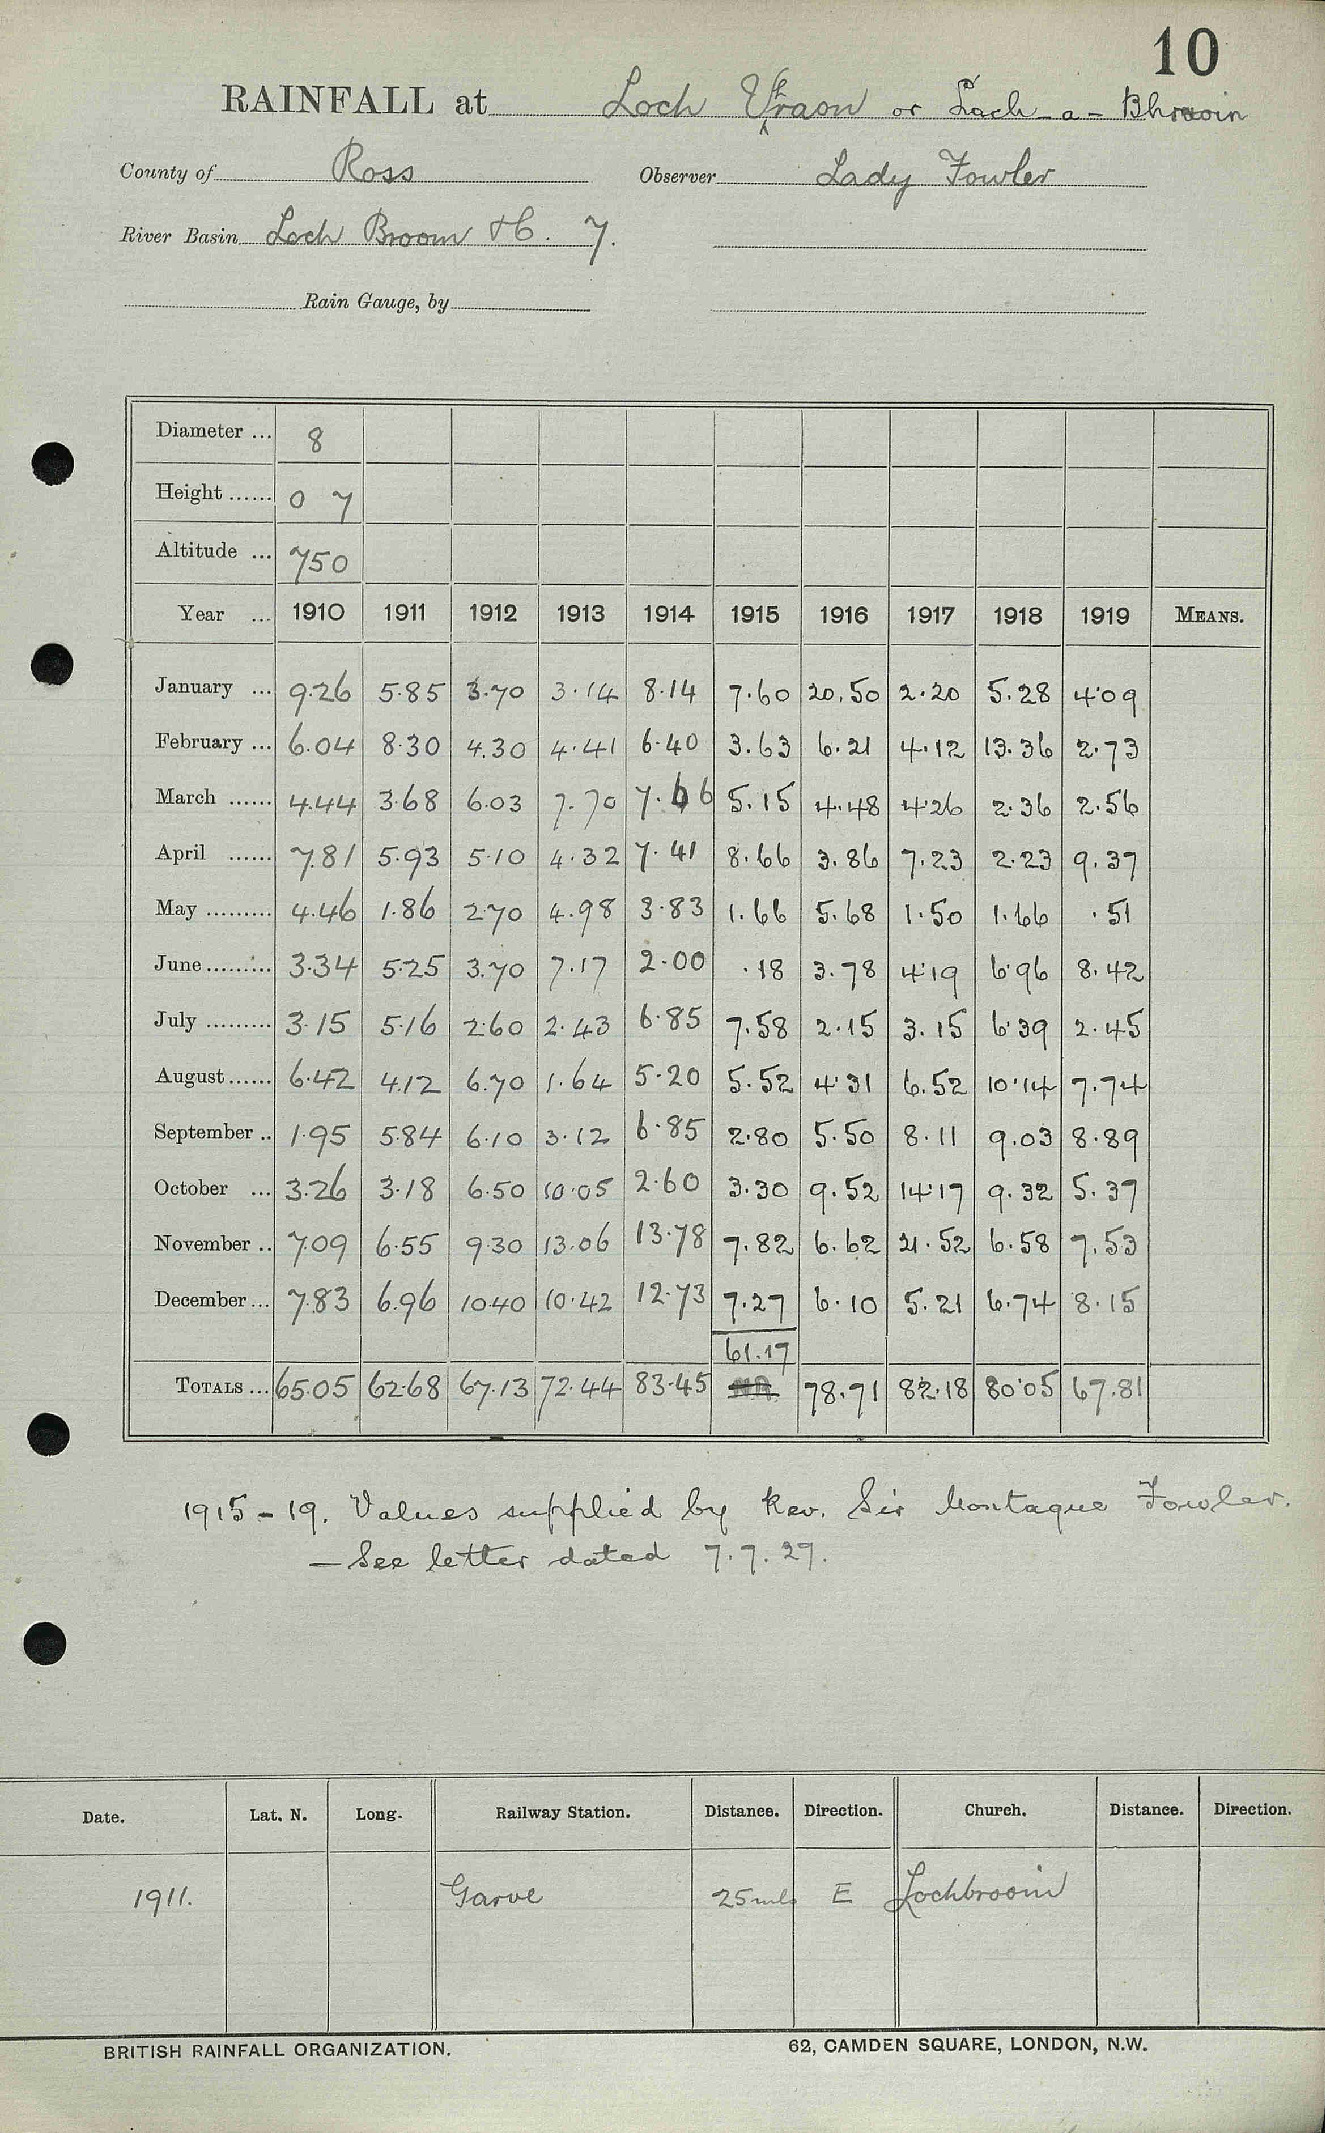 10
RAINFALL at Loch Vraon or Loch-a-Bhraoin
County of Ross Observer Lady Fowler
River Basin Loch Broom &c. 7.
Rain Gauge, by
Diameter ... 8
Height ...... 0 7
Altitude ... 750
Year ... 1910 1911 1912 1913 1914 1915 1916 1917 1918 1919 MEANS.
January ... 9.26 5.85 3.70 3.14 8.14 7.60 20.50 2.20 5.28 4.09
February ... 6.04 8.30 4.30 4.41 6.40 3.63 6.21 4.12 13.36 2.73
March ...... 4.44 3.68 6.03 7.70 7.66 5.15 4.48 4.26 2.36 2.56
April ...... 7.81 5.93 5.10 4.32 7.41 8.66 3.86 7.23 2.23 9.37
May ......... 4.46 1.86 2.70 4.98 3.83 1.66 5.68 1.50 1.66 .51
June ......... 3.34 5.25 3.70 7.17 2.00 .18 3.78 4.19 6.96 8.42
July ......... 3.15 5.16 2.60 2.43 6.85 7.58 2.15 3.15 6.39 2.45
August ...... 6.42 4.12 6.70 1.64 5.20 5.52 4.31 6.52 10.14 7.74
September .. 1.95 5.84 6.10 3.12 6.85 2.80 5.50 8.11 9.03 8.89
October ... 3.26 3.18 6.50 10.05 2.60 3.30 9.52 14.17 9.32 5.37
November .. 7.09 6.55 9.30 13.06 13.78 7.82 6.62 21.52 6.58 7.53
December ... 7.83 6.96 10.40 10.42 12.73 7.27 6.10 5.21 6.74 8.15
61.17
TOTALS ... 65.05 62.68 67.13 72.44 83.45 78.71 82.18 80.05 67.81
1915-19. Values supplied by Rev. Sir Montague Fowler.
— See letter dated 7.7.27.
Date. Lat. N. Long. Railway Station. Distance. Direction. Church. Distance. Direction.
1911. Garve 25 mls E Lochbroom
BRITISH RAINFALL ORGANIZATION. 62, CAMDEN SQUARE, LONDON, N.W.